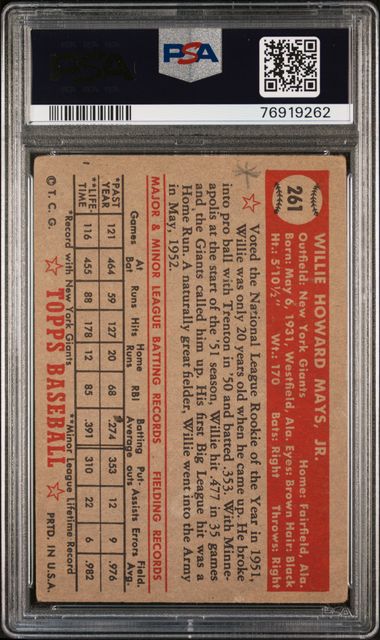 PSA
76919262
261
WILLIE HOWARD MAYS, JR.
Outfield: New York Giants Home: Fairfield, Ala.
Born: May 6, 1931, Westfield, Ala. Eyes: Brown Hair: Black
Ht.: 5'10½" Wt.: 170 Bats: Right Throws: Right
Voted the National League Rookie of the Year in 1951,
Willie was only 20 years old when he came up. He broke
into pro ball with Trenton in '50 and batted .353. With Minne-
apolis at the start of the '51 season, Willie hit .477 in 35 games
and the Giants called him up. His first Big League hit was a
Home Run. A naturally great fielder, Willie went into the Army
in May, 1952.
MAJOR & MINOR LEAGUE BATTING RECORDS FIELDING RECORDS
Games At Bat Runs Hits Home Runs RBI Batting Avg. Put-outs Assists Errors Field. Avg.
*PAST YEAR 121 464 59 127 20 68 .274 353 12 9 .976
**LIFE-TIME 116 455 88 178 12 85 .391 310 22 6 .982
*Record with New York Giants **Minor League Lifetime Record
© T. C. G. TOPPS BASEBALL PRTD. IN U.S.A.